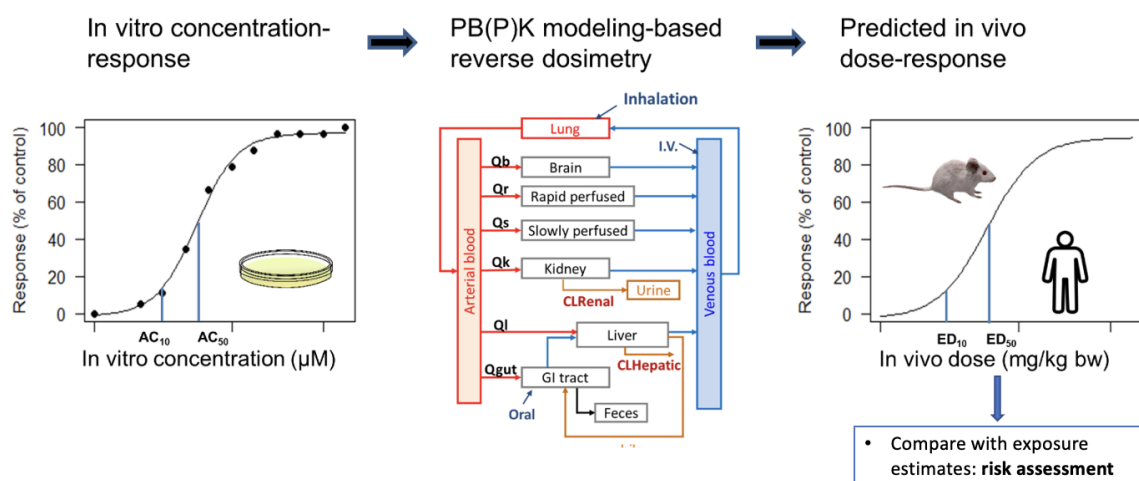 In vitro concentration-
response
PB(P)K modeling-based
reverse dosimetry
Predicted in vivo
dose-response
Response (% of control)
100
80
60
40
20
0
AC10
AC50
In vitro concentration (µM)
Inhalation
Lung
I.V.
Arterial blood
Venous blood
Qb
Brain
Qr
Rapid perfused
Qs
Slowly perfused
Qk
Kidney
CLRenal
Urine
Ql
Liver
CLHepatic
Qgut
GI tract
Oral
Feces
Response (% of control)
100
80
60
40
20
0
ED10
ED50
In vivo dose (mg/kg bw)
• Compare with exposure
estimates: risk assessment